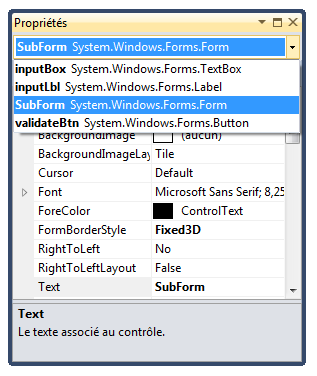 Propriétés
SubForm System.Windows.Forms.Form
inputBox System.Windows.Forms.TextBox
inputLbl System.Windows.Forms.Label
SubForm System.Windows.Forms.Form
validateBtn System.Windows.Forms.Button
BackgroundImage (aucun)
BackgroundImageLay Tile
Cursor Default
Font Microsoft Sans Serif; 8,25
ForeColor ControlText
FormBorderStyle Fixed3D
RightToLeft No
RightToLeftLayout False
Text SubForm
Text
Le texte associé au contrôle.